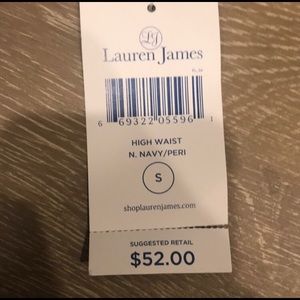 LJ
Lauren James
6 69322 05596 1
HIGH WAIST
N. NAVY/PERI
S
shoplaurenjames.com
SUGGESTED RETAIL
$52.00